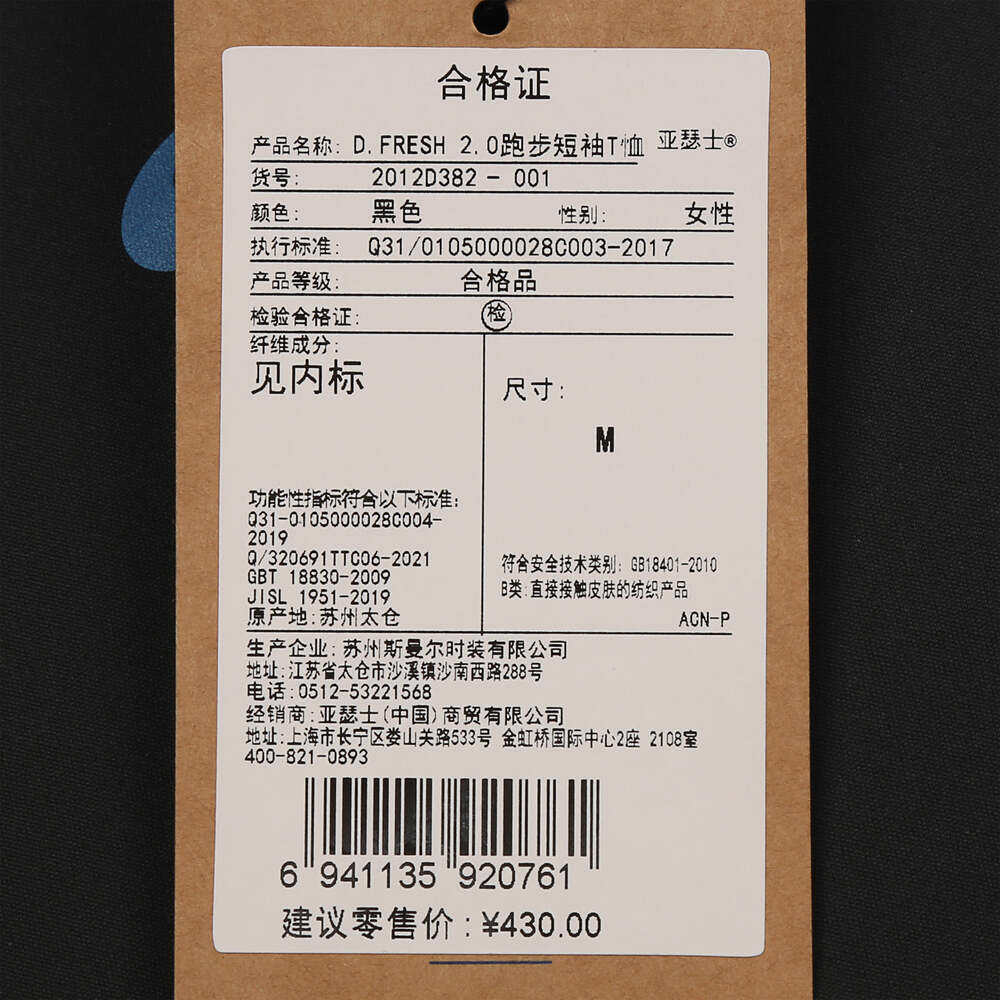 合格证
产品名称: D.FRESH 2.0跑步短袖T恤 亚瑟士®
货号: 2012D382 - 001
颜色: 黑色 性别: 女性
执行标准: Q31/0105000028C003-2017
产品等级: 合格品
检验合格证: 检
纤维成分:
见内标
尺寸:
M
功能性指标符合以下标准:
Q31-0105000028C004-
2019
Q/320691TTC06-2021
GBT 18830-2009
JISL 1951-2019
原产地:苏州太仓
符合安全技术类别: GB18401-2010
B类:直接接触皮肤的纺织产品
ACN-P
生产企业:苏州斯曼尔时装有限公司
地址:江苏省太仓市沙溪镇沙南西路288号
电话:0512-53221568
经销商:亚瑟士(中国)商贸有限公司
地址:上海市长宁区娄山关路533号 金虹桥国际中心2座 2108室
400-821-0893
6 941135 920761
建议零售价:¥430.00